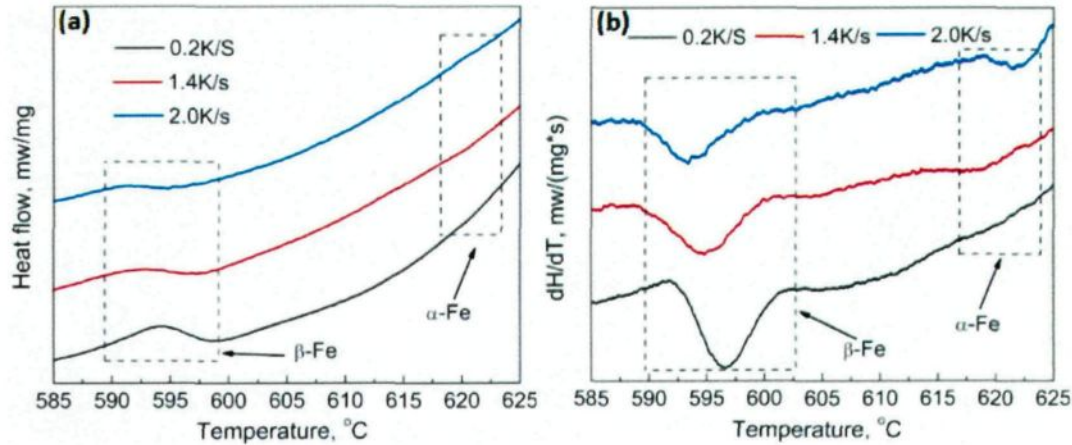 (a)
0.2K/S
1.4K/s
2.0K/s
Heat flow, mw/mg
α-Fe
β-Fe
585 590 595 600 605 610 615 620 625
Temperature, °C
(b)
0.2K/S 1.4K/s 2.0K/s
dH/dT, mw/(mg*s)
β-Fe
α-Fe
585 590 595 600 605 610 615 620 625
Temperature, °C